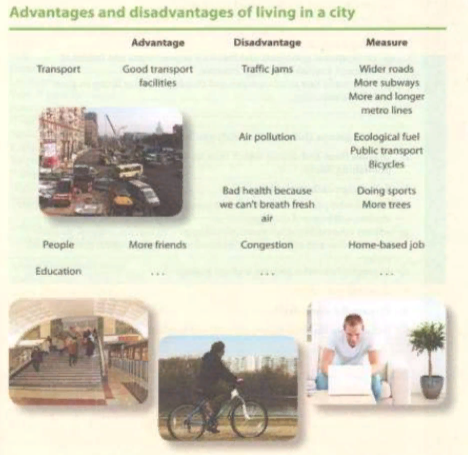 Advantages and disadvantages of living in a city
Advantage Disadvantage Measure
Transport Good transport facilities Traffic jams Wider roads
More subways
More and longer
metro lines
Air pollution Ecological fuel
Public transport
Bicycles
Bad health because Doing sports
we can't breath fresh More trees
air
People More friends Congestion Home-based job
Education ... ... ...